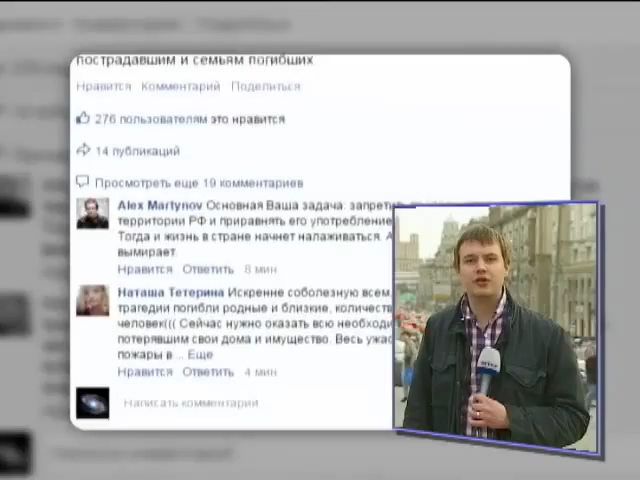 пострадавшим и семьям погибших
Нравится Комментарий Поделиться
276 пользователям это нравится
14 публикаций
Просмотреть еще 19 комментариев
Alex Martynov Основная Ваша задача: запрети
территории РФ и приравнять его употребление
Тогда и жизнь в стране начнет налаживаться. А
вымирает.
Нравится Ответить 8 мин
Наташа Тетерина Искренне соболезную всем,
трагедии погибли родные и близкие, количеств
человек((( Сейчас нужно оказать всю необходи
потерявшим свои дома и имущество. Весь ужас
пожары в... Еще
Нравится Ответить 4 мин
Написать комментарий